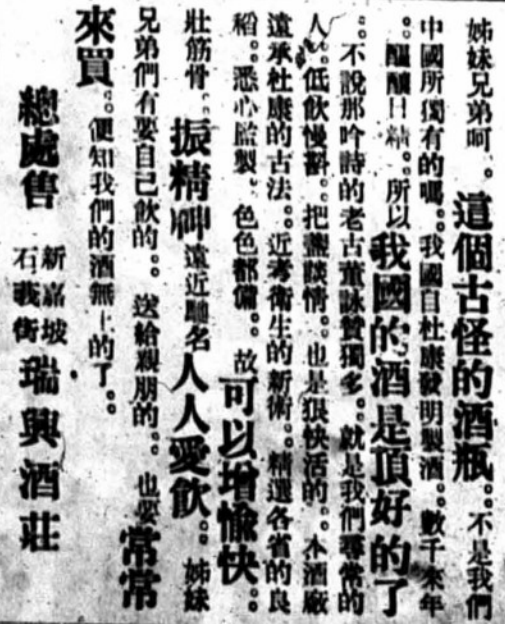 姊妹兄弟呵。這個古怪的酒瓶。。不是我們
中國所獨有的嗎。。我國自杜康發明製酒。。數千來年
。。醞釀日精。。所以我國的酒是頂好的了
。。不說那吟詩的老古董詠贊獨多。。就是我們尋常的
人。。低飲慢斟。。把盞談情。。也是狠快活的。。本酒廠
遠承杜康的古法。。近考衛生的新術。。精選各省的良
稻。。悉心監製。色色都備。。故可以增愉快。。
壯筋骨。振精神遠近馳名人人愛飲。。姊妹
兄弟們有要自己飲的。。送給親朋的。。也要常常
來買。。便知我們的酒無上的了。。
總處售 新嘉坡
石 街 瑞興酒莊